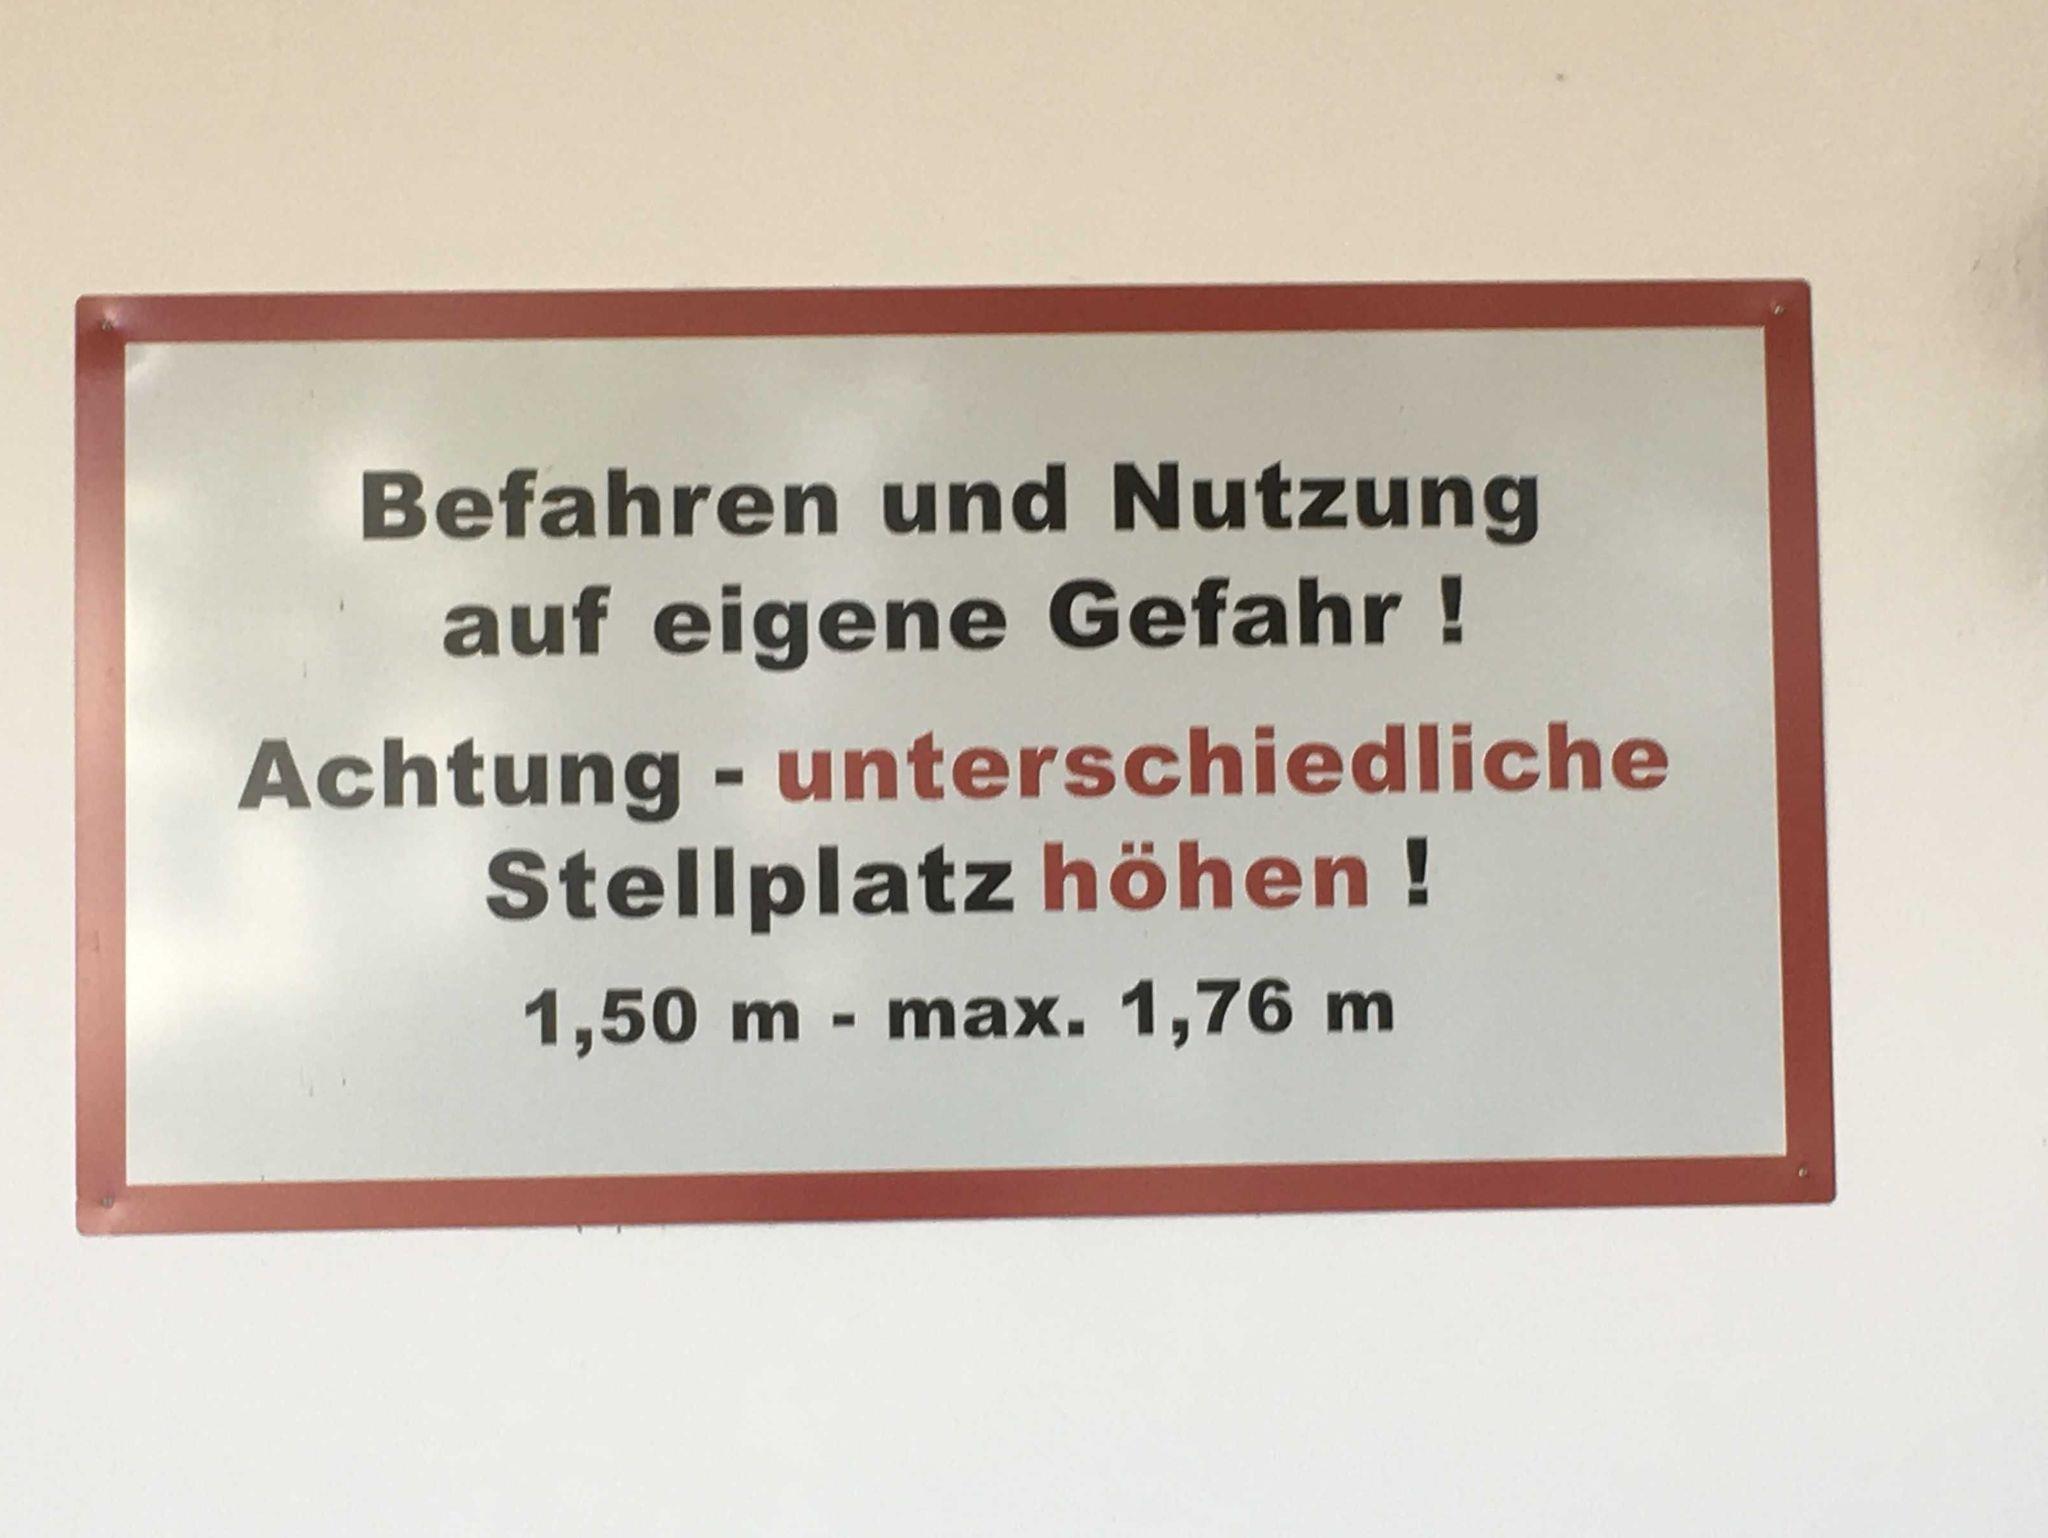 Befahren und Nutzung
auf eigene Gefahr !
Achtung - unterschiedliche
Stellplatz höhen !
1,50 m - max. 1,76 m